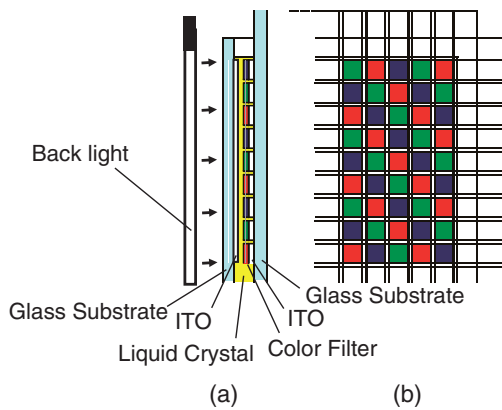 Back light
Glass Substrate
Glass Substrate
ITO
ITO
Liquid Crystal
Color Filter
(a)
(b)